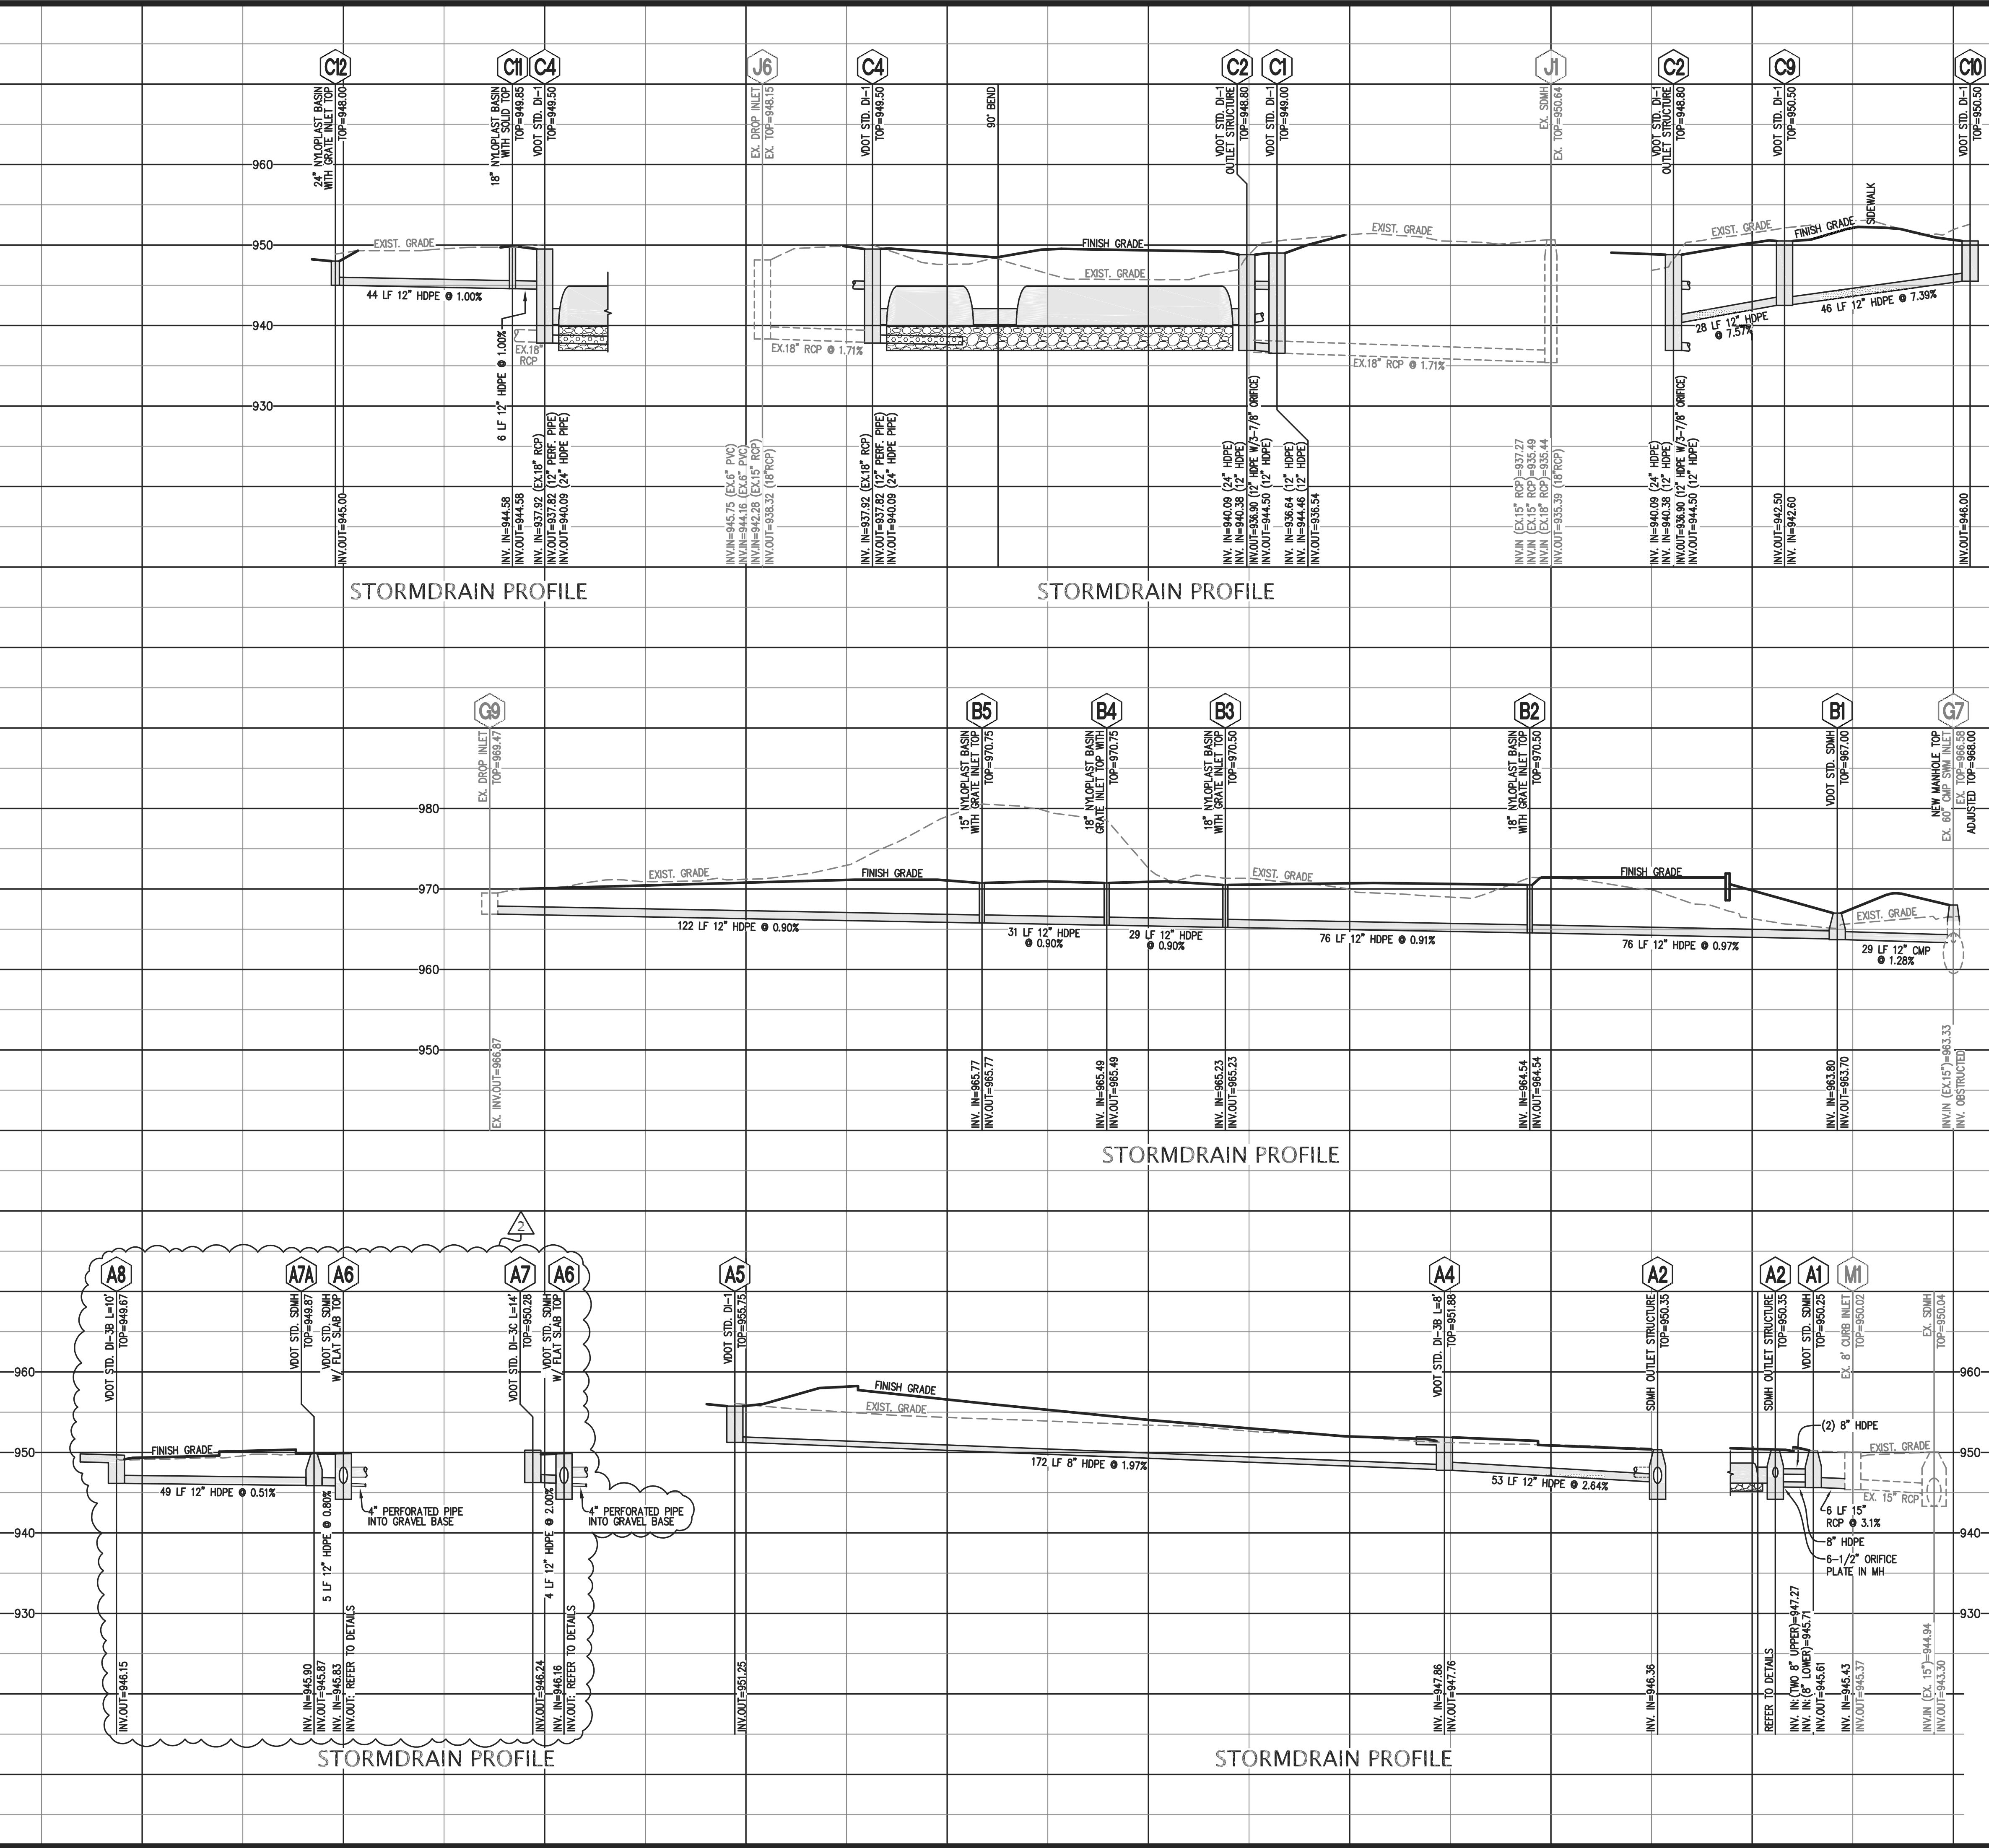 C12
C11
C4
J6
C4
C2
C1
J1
C2
C9
C10
24" NYLOPLAST BASIN
WITH GRATE INLET TOP
TOP=948.00
18" NYLOPLAST BASIN
WITH SOLID TOP
TOP=949.85
VDOT STD. DI-1
TOP=949.50
EX. DROP INLET
EX. TOP=948.15
VDOT STD. DI-1
TOP=949.50
90° BEND
VDOT STD. DI-1
OUTLET STRUCTURE
TOP=948.80
VDOT STD. DI-1
TOP=949.00
EX. SDMH
EX. TOP=950.64
VDOT STD. DI-1
OUTLET STRUCTURE
TOP=948.80
VDOT STD. DI-1
TOP=950.50
VDOT STD. DI-1
TOP=950.50
960
950
940
930
EXIST. GRADE
44 LF 12" HDPE @ 1.00%
6 LF 12" HDPE @ 1.00%
EX.18"
RCP
EX.18" RCP @ 1.71%
FINISH GRADE
EXIST. GRADE
EXIST. GRADE
EX.18" RCP @ 1.71%
EXIST. GRADE
FINISH GRADE
SIDEWALK
28 LF 12" HDPE
@ 7.57%
46 LF 12" HDPE @ 7.39%
INV.OUT=945.00
INV. IN=944.58
INV.OUT=944.58
INV. IN=937.92 (EX.18" RCP)
INV.OUT=937.82 (12" PERF. PIPE)
INV.OUT=940.09 (24" HDPE PIPE)
INV.IN=945.75 (EX.6" PVC)
INV.IN=944.16 (EX.6" PVC)
INV.IN=942.28 (EX.15" RCP)
INV.OUT=938.32 (18"RCP)
INV. IN=937.92 (EX.18" RCP)
INV.OUT=937.82 (12" PERF. PIPE)
INV.OUT=940.09 (24" HDPE PIPE)
INV. IN=940.09 (24" HDPE)
INV. IN=940.38 (12" HDPE)
INV.OUT=936.90 (12" HDPE W/3-7/8" ORIFICE)
INV.OUT=944.50 (12" HDPE)
INV. IN=936.64 (12" HDPE)
INV. IN=944.46 (12" HDPE)
INV.OUT=936.54
INV.IN (EX.15" RCP)=937.27
INV.IN (EX.15" RCP)=935.49
INV.IN (EX.18" RCP)=935.44
INV.OUT=935.39 (18"RCP)
INV. IN=940.09 (24" HDPE)
INV. IN=940.38 (12" HDPE)
INV.OUT=936.90 (12" HDPE W/3-7/8" ORIFICE)
INV.OUT=944.50 (12" HDPE)
INV.OUT=942.50
INV. IN=942.60
INV.OUT=946.00
STORMDRAIN PROFILE
STORMDRAIN PROFILE
G9
B5
B4
B3
B2
B1
G7
EX. DROP INLET
TOP=969.47
15" NYLOPLAST BASIN
WITH GRATE INLET TOP
TOP=970.75
18" NYLOPLAST BASIN
GRATE INLET TOP WITH
TOP=970.75
18" NYLOPLAST BASIN
WITH GRATE INLET TOP
TOP=970.50
18" NYLOPLAST BASIN
WITH GRATE INLET TOP
TOP=970.50
VDOT STD. SDMH
TOP=967.00
NEW MANHOLE TOP
EX. 60" CMP SWM INLET
EX. TOP=966.58
ADJUSTED TOP=968.00
980
970
960
950
EXIST. GRADE
FINISH GRADE
EXIST. GRADE
FINISH GRADE
EXIST. GRADE
122 LF 12" HDPE @ 0.90%
31 LF 12" HDPE
@ 0.90%
29 LF 12" HDPE
@ 0.90%
76 LF 12" HDPE @ 0.91%
76 LF 12" HDPE @ 0.97%
29 LF 12" CMP
@ 1.28%
EX. INV.OUT=966.87
INV. IN=965.77
INV.OUT=965.77
INV. IN=965.49
INV.OUT=965.49
INV. IN=965.23
INV.OUT=965.23
INV. IN=964.54
INV.OUT=964.54
INV. IN=963.80
INV.OUT=963.70
INV.IN (EX.15")=963.33
INV. OBSTRUCTED
STORMDRAIN PROFILE
2
A8
A7A
A6
A7
A6
A5
A4
A2
A2
A1
M1
VDOT STD. DI-3B L=10'
TOP=949.67
VDOT STD. SDMH
TOP=949.87
VDOT STD. SDMH
W/ FLAT SLAB TOP
VDOT STD. DI-3C L=14'
TOP=950.28
VDOT STD. SDMH
W/ FLAT SLAB TOP
VDOT STD. DI-1
TOP=955.75
VDOT STD. DI-3B L=8'
TOP=951.88
SDMH OUTLET STRUCTURE
TOP=950.35
SDMH OUTLET STRUCTURE
TOP=950.35
VDOT STD. SDMH
TOP=950.25
EX. 8' CURB INLET
TOP=950.02
EX. SDMH
TOP=950.04
960
950
940
930
960
950
940
930
FINISH GRADE
49 LF 12" HDPE @ 0.51%
5 LF 12" HDPE @ 0.80%
4" PERFORATED PIPE
INTO GRAVEL BASE
4 LF 12" HDPE @ 2.00%
4" PERFORATED PIPE
INTO GRAVEL BASE
FINISH GRADE
EXIST. GRADE
172 LF 8" HDPE @ 1.97%
53 LF 12" HDPE @ 2.64%
(2) 8" HDPE
EXIST. GRADE
EX. 15" RCP
6 LF 15"
RCP @ 3.1%
8" HDPE
6-1/2" ORIFICE
PLATE IN MH
INV.OUT=946.15
INV. IN=945.90
INV.OUT=945.87
INV. IN=945.83
INV.OUT: REFER TO DETAILS
INV.OUT=946.24
INV. IN=946.16
INV.OUT: REFER TO DETAILS
INV.OUT=951.25
INV. IN=947.86
INV.OUT=947.76
INV. IN=946.36
REFER TO DETAILS
INV. IN:(TWO 8" UPPER)=947.27
INV. IN:(8" LOWER)=945.71
INV.OUT=945.61
INV. IN=945.43
INV.OUT=945.37
INV.IN (EX. 15")=944.94
INV.OUT=943.30
STORMDRAIN PROFILE
STORMDRAIN PROFILE